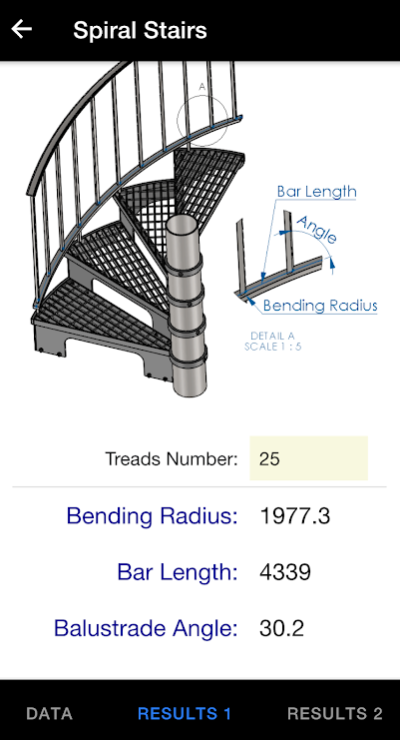 Spiral Stairs
A
Bar Length
Angle
Bending Radius
DETAIL A
SCALE 1 : 5
Treads Number: 25
Bending Radius: 1977.3
Bar Length: 4339
Balustrade Angle: 30.2
DATA RESULTS 1 RESULTS 2